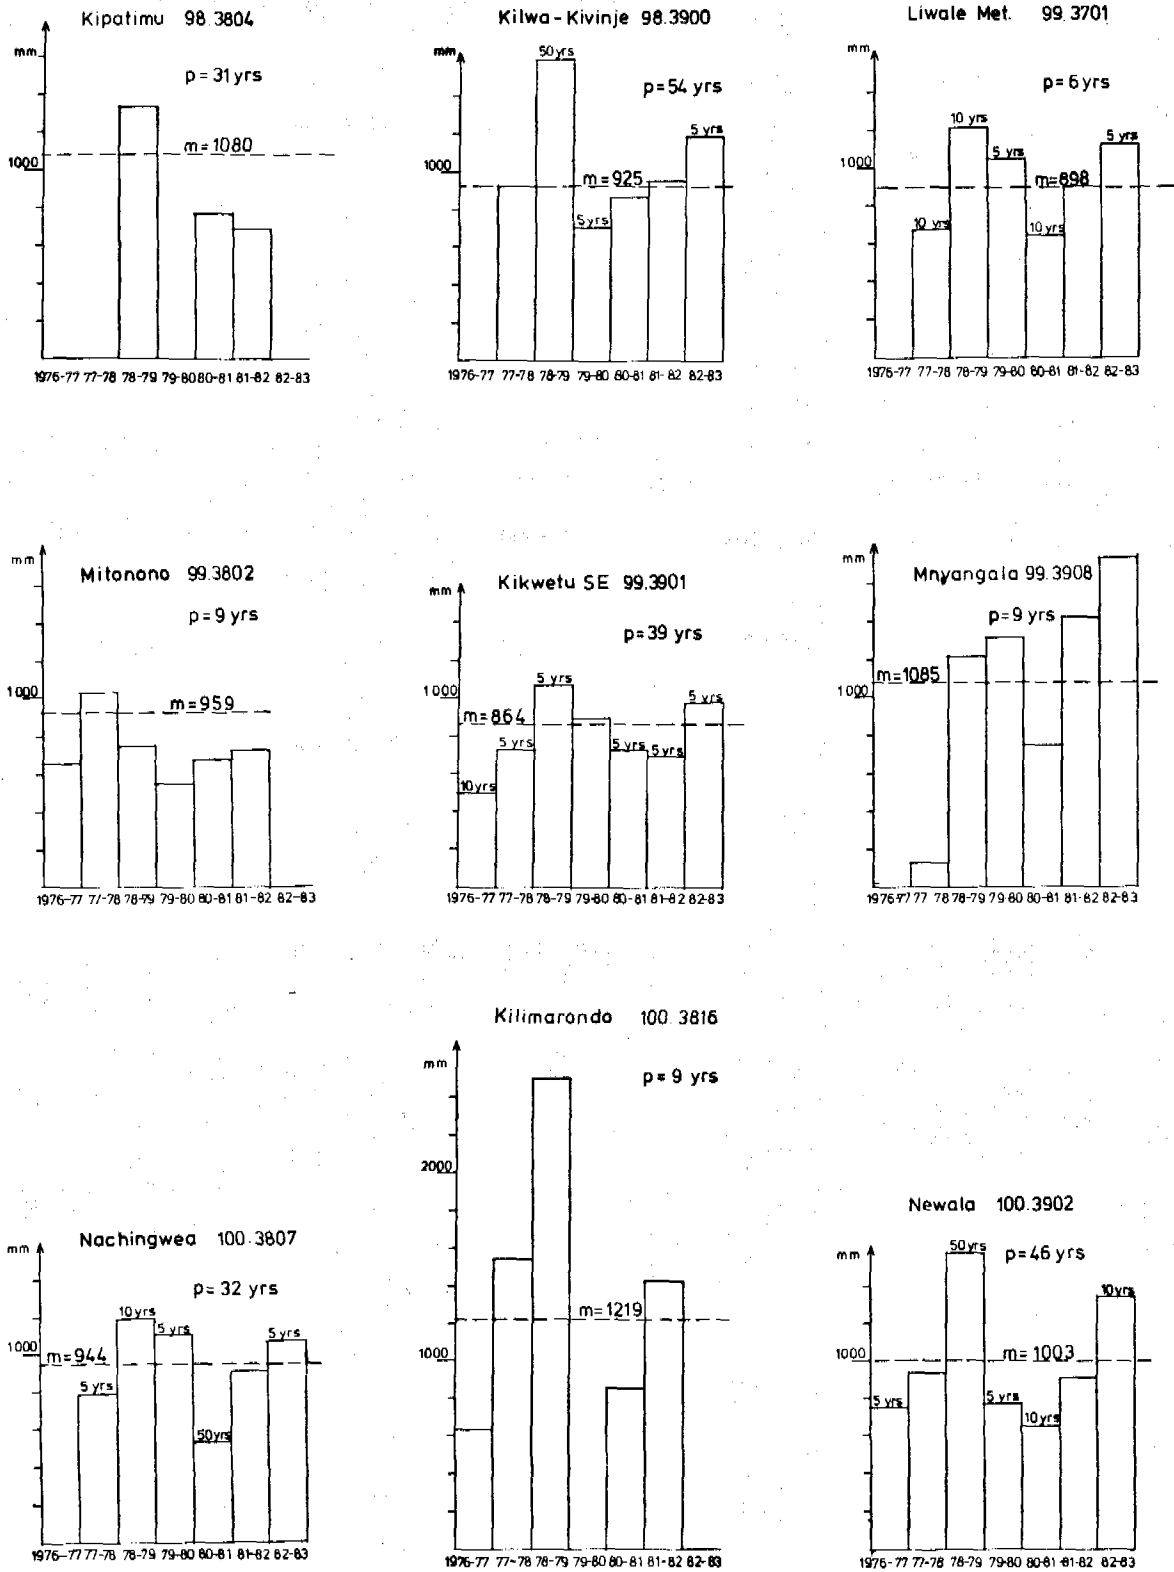 Kipatimu 98.3804
mm
p = 31 yrs
m = 1080
1000
1976-77 77-78 78-79 79-80 80-81 81-82 82-83
Kilwa-Kivinje 98.3900
mm
50 yrs
p = 54 yrs
5 yrs
1000
m = 925
5 yrs
1976-77 77-78 78-79 79-80 80-81 81-82 82-83
Liwale Met. 99.3701
mm
p = 6 yrs
10 yrs
5 yrs
5 yrs
1000
m = 898
10 yrs
10 yrs
1976-77 77-78 78-79 79-80 80-81 81-82 82-83
mm
Mitonono 99.3802
p = 9 yrs
1000
m = 959
1976-77 77-78 78-79 79-80 80-81 81-82 82-83
mm
Kikwetu SE 99.3901
p = 39 yrs
5 yrs
1000
5 yrs
m = 864
5 yrs
5 yrs
5 yrs
10 yrs
1976-77 77-78 78-79 79-80 80-81 81-82 82-83
mm
Mnyangala 99.3908
p = 9 yrs
m = 1085
1000
1976-77 77 78 78-79 79-80 80-81 81-82 82-83
Nachingwea 100.3807
mm
p = 32 yrs
10 yrs
5 yrs
5 yrs
1000
m = 944
5 yrs
50 yrs
1976-77 77-78 78-79 79-80 80-81 81-82 82-83
Kilimarondo 100.3816
mm
p = 9 yrs
2000
m = 1219
1000
1976-77 77-78 78-79 79-80 80-81 81-82 82-83
Newala 100.3902
mm
50 yrs
p = 46 yrs
10 yrs
1000
m = 1003
5 yrs
5 yrs
10 yrs
1976-77 77-78 78-79 79-80 80-81 81-82 82-83